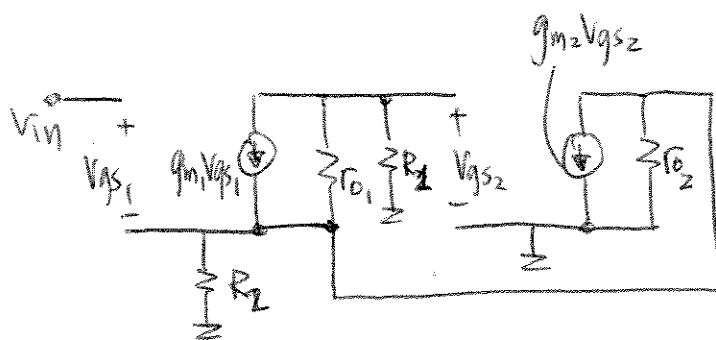 Vin
+
Vgs1
-
gm1Vgs1
ro1
R1
+
Vgs2
-
gm2Vgs2
ro2
R2